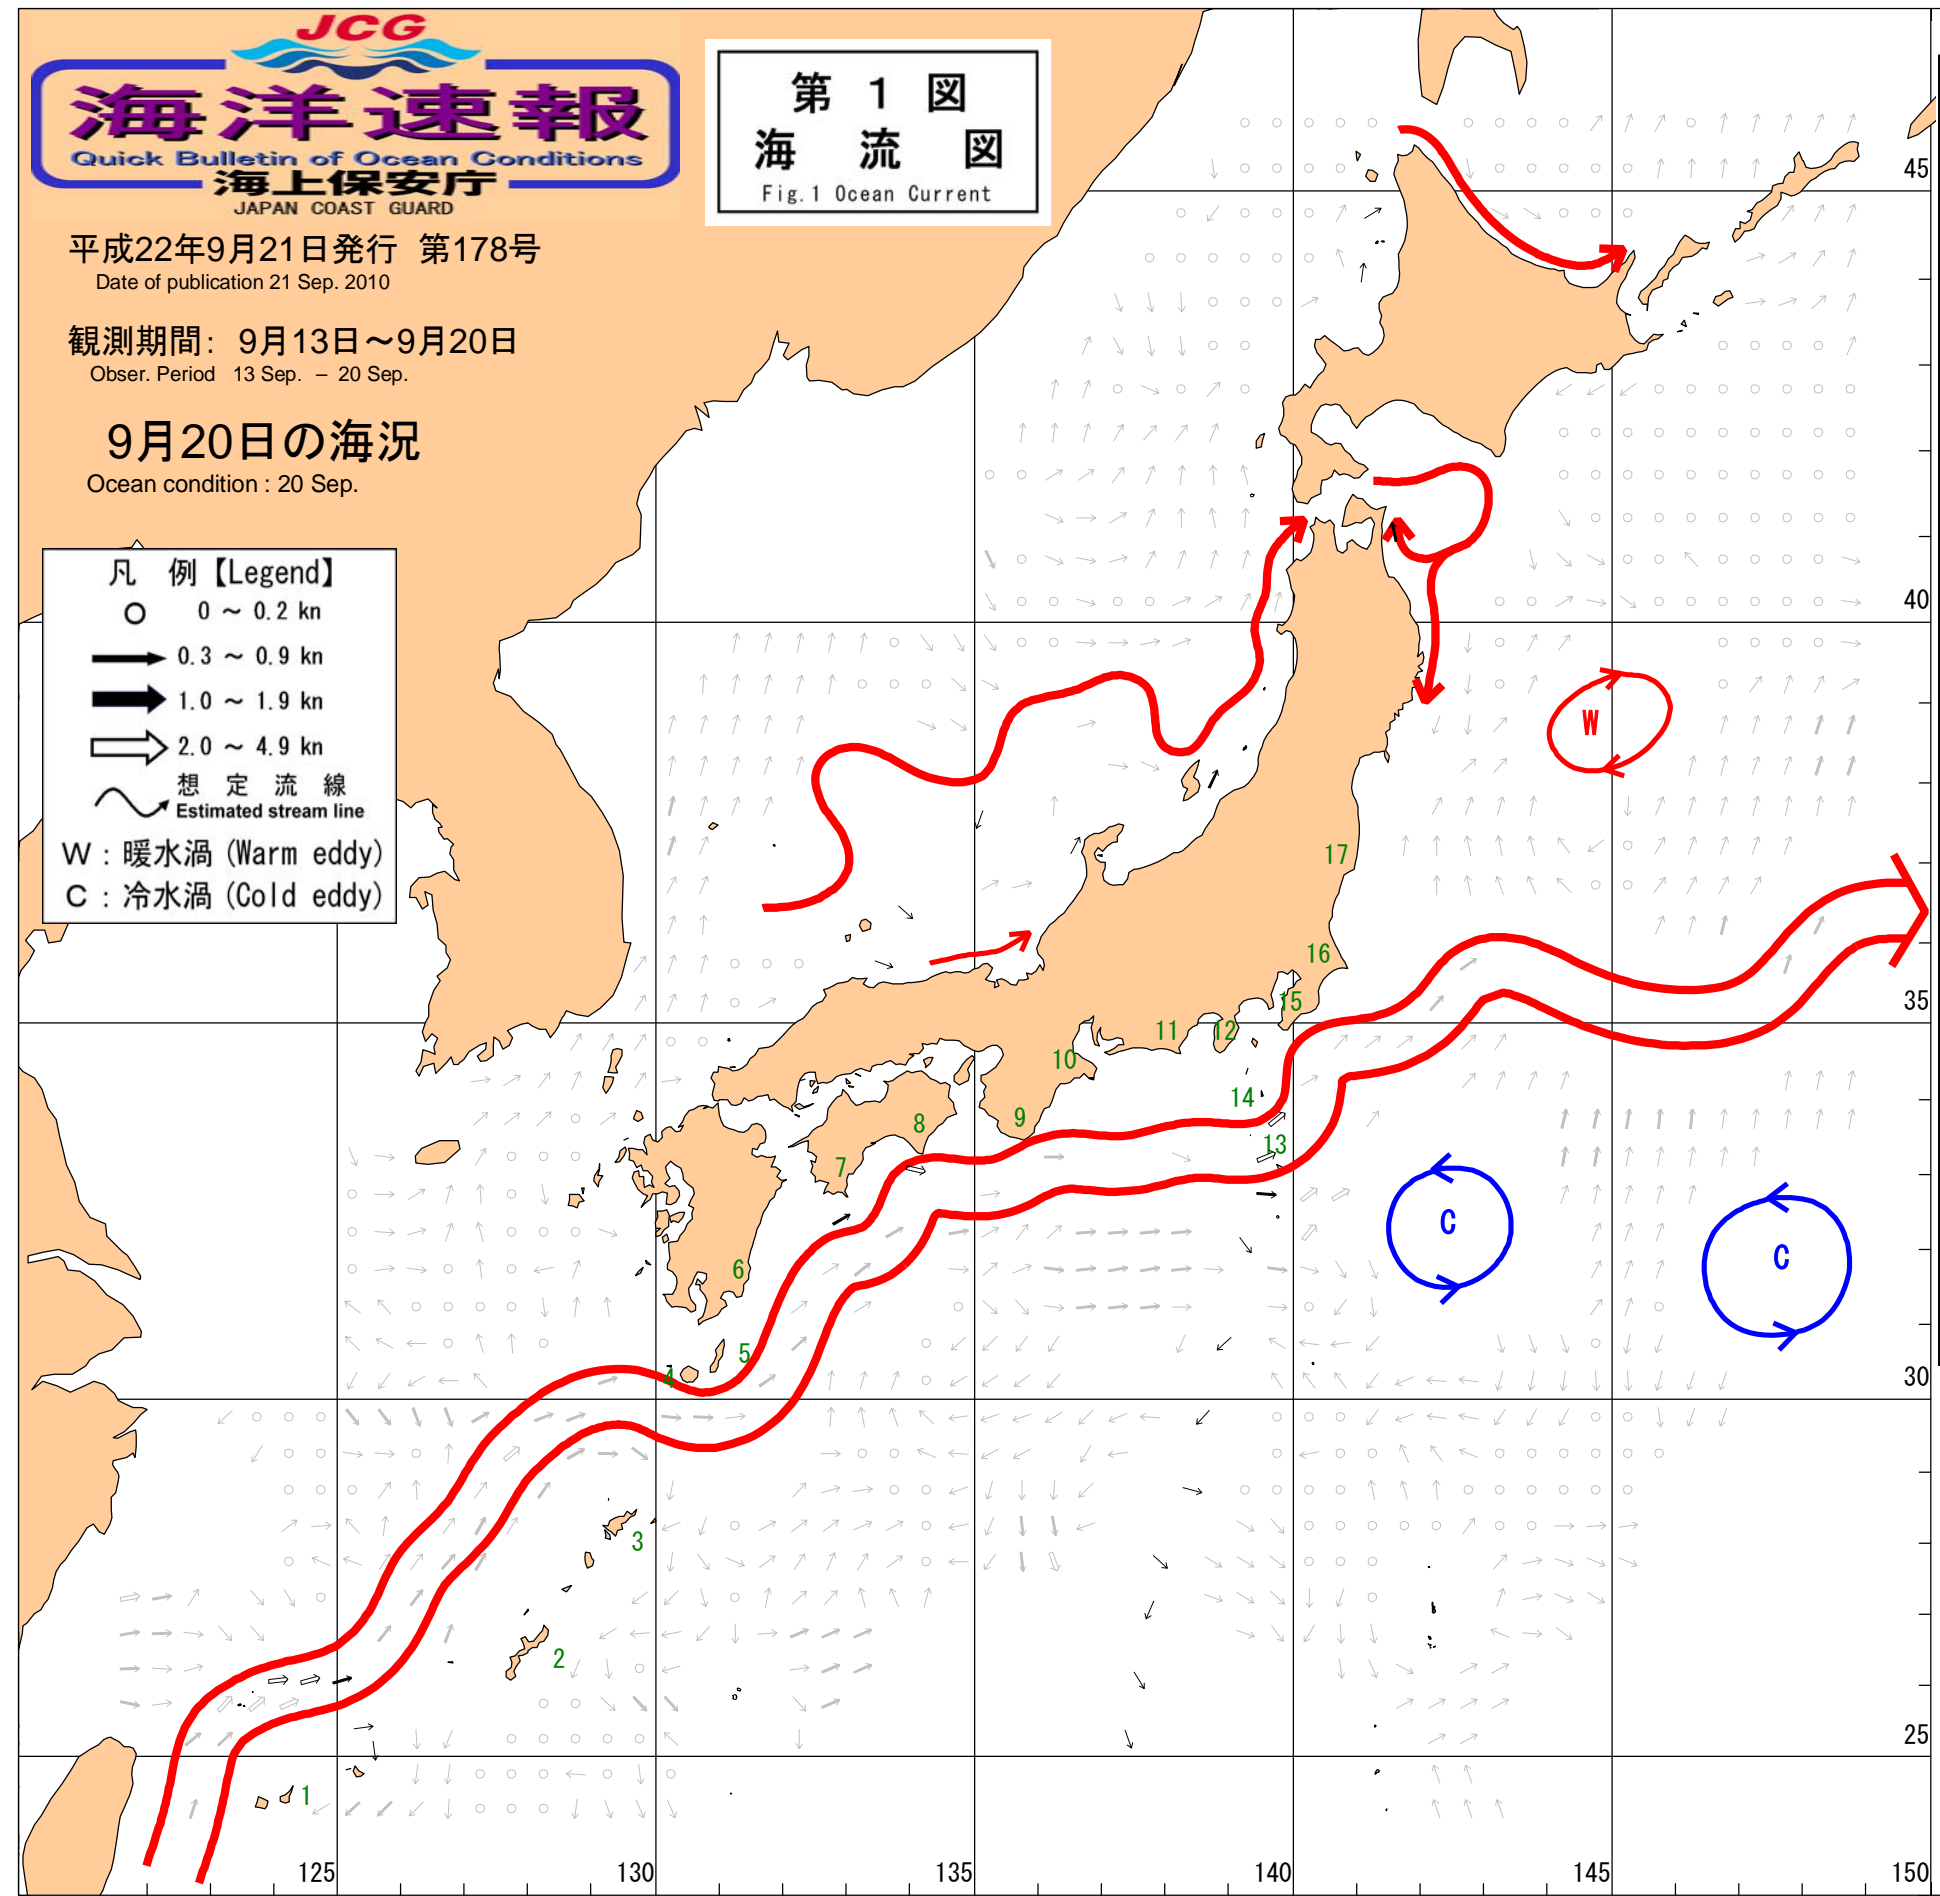 JCG
海洋速報
Quick Bulletin of Ocean Conditions
海上保安庁
JAPAN COAST GUARD
第 1 図
海 流 図
Fig.1 Ocean Current
平成22年9月21日発行 第178号
Date of publication 21 Sep. 2010
観測期間: 9月13日～9月20日
Obser. Period 13 Sep. – 20 Sep.
9月20日の海況
Ocean condition : 20 Sep.
凡 例【Legend】
0 ～ 0.2 kn
0.3 ～ 0.9 kn
1.0 ～ 1.9 kn
2.0 ～ 4.9 kn
想 定 流 線
Estimated stream line
W : 暖水渦 (Warm eddy)
C : 冷水渦 (Cold eddy)
45
40
W
17
16
35
15
12
11
10
14
9
8
13
7
C
C
6
5
4
30
3
2
25
1
125
130
135
140
145
150